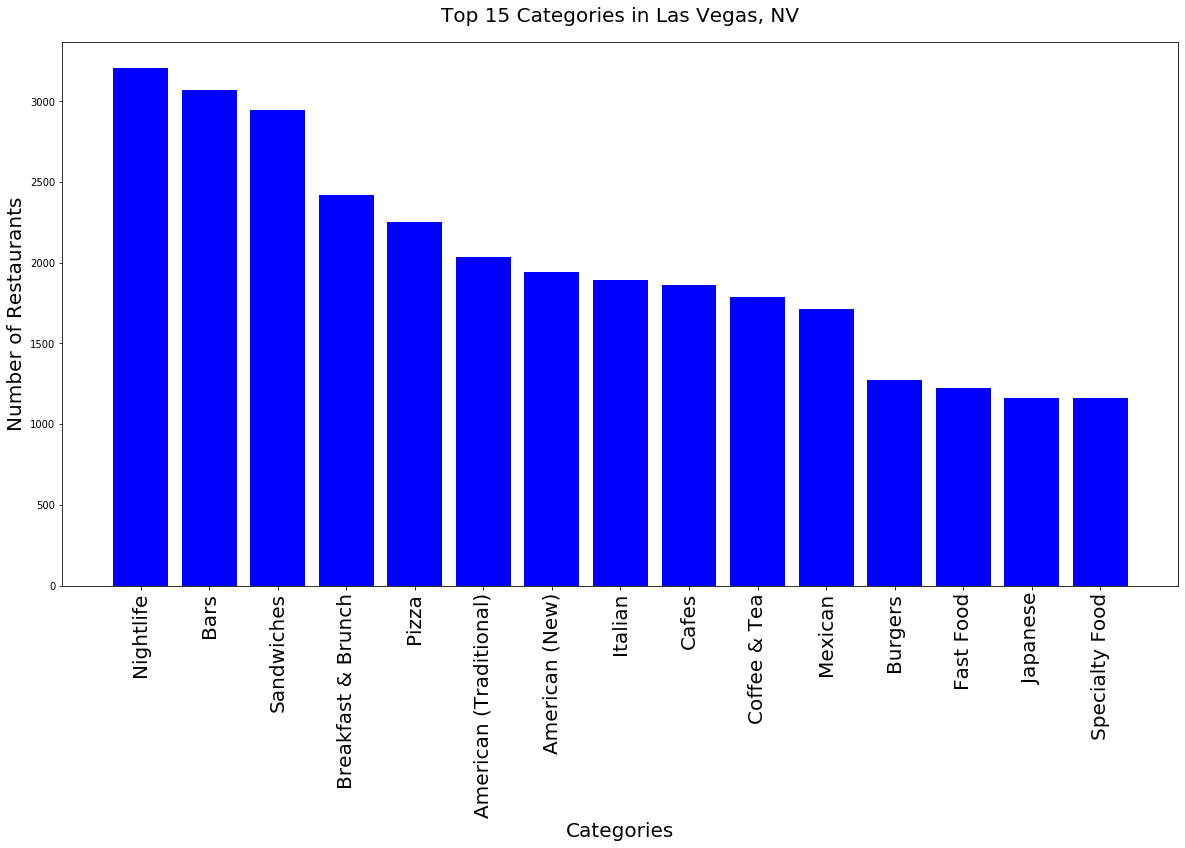 Top 15 Categories in Las Vegas, NV
Number of Restaurants
3000
2500
2000
1500
1000
500
0
Nightlife
Bars
Sandwiches
Breakfast & Brunch
Pizza
American (Traditional)
American (New)
Italian
Cafes
Coffee & Tea
Mexican
Burgers
Fast Food
Japanese
Specialty Food
Categories